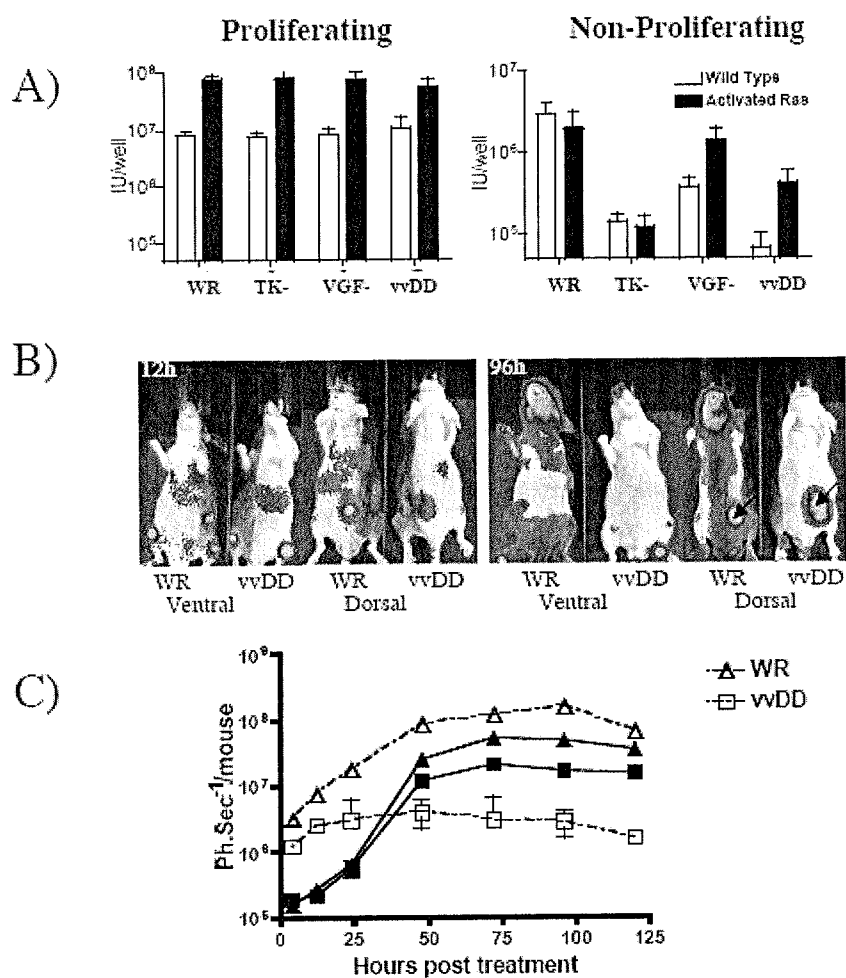 A)
Proliferating
Non-Proliferating
10⁸
10⁷
10⁶
10⁵
IU/well
WR TK- VGF- vvDD
10⁷
10⁶
10⁵
IU/well
Wild Type
Activated Ras
WR TK- VGF- vvDD
B)
12h
96h
WR vvDD WR vvDD
Ventral Dorsal
WR vvDD WR vvDD
Ventral Dorsal
C)
10⁹
10⁸
10⁷
10⁶
10⁵
Ph.Sec⁻¹/mouse
WR
vvDD
0 25 50 75 100 125
Hours post treatment